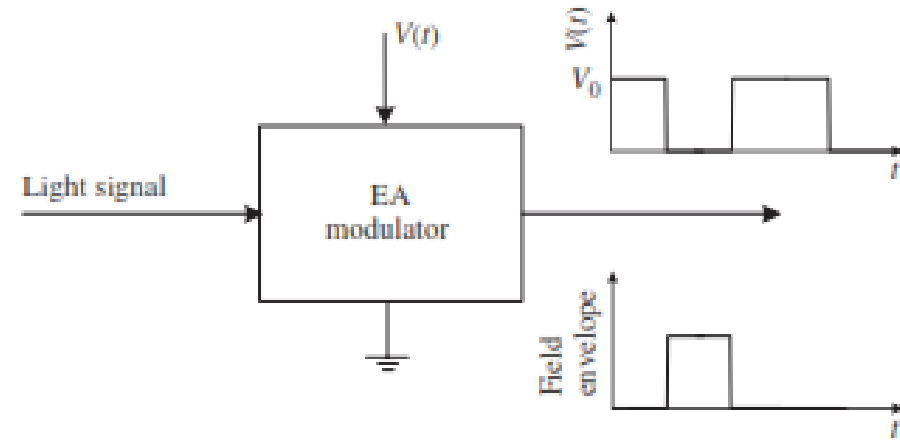 V(t)
V(t)
V0
t
Light signal
EA
modulator
Field
envelope
t